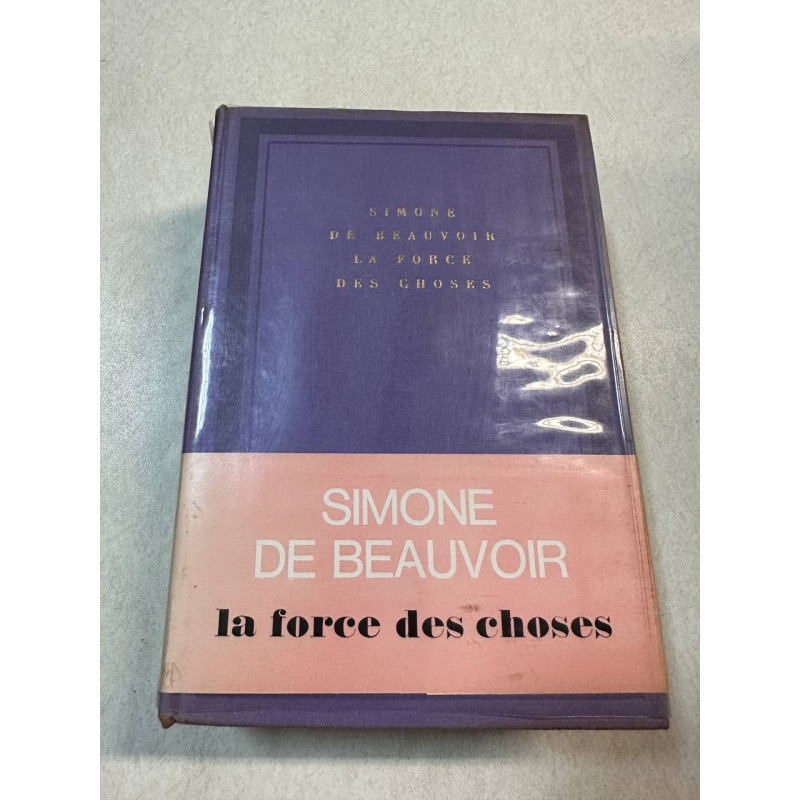 SIMONE
DE BEAUVOIR
LA FORCE
DES CHOSES
SIMONE
DE BEAUVOIR
la force des choses